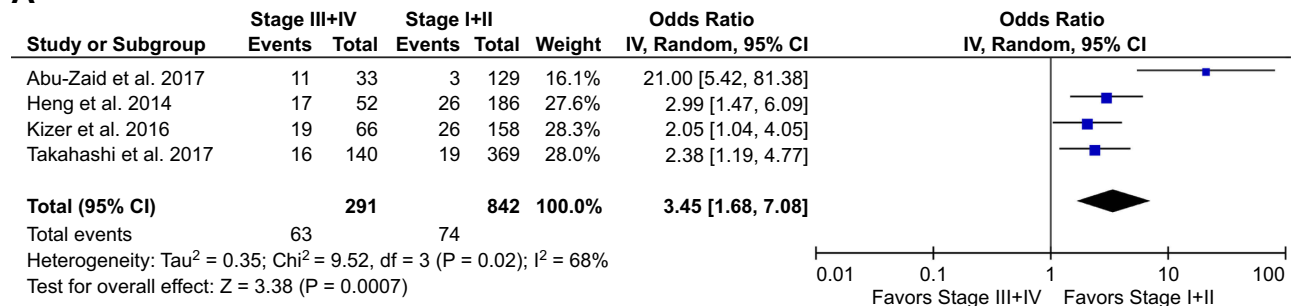 Stage III+IV Stage I+II Odds Ratio Odds Ratio
Study or Subgroup Events Total Events Total Weight IV, Random, 95% CI IV, Random, 95% CI
Abu-Zaid et al. 2017 11 33 3 129 16.1% 21.00 [5.42, 81.38]
Heng et al. 2014 17 52 26 186 27.6% 2.99 [1.47, 6.09]
Kizer et al. 2016 19 66 26 158 28.3% 2.05 [1.04, 4.05]
Takahashi et al. 2017 16 140 19 369 28.0% 2.38 [1.19, 4.77]
Total (95% CI) 291 842 100.0% 3.45 [1.68, 7.08]
Total events 63 74
Heterogeneity: Tau² = 0.35; Chi² = 9.52, df = 3 (P = 0.02); I² = 68%
Test for overall effect: Z = 3.38 (P = 0.0007)
0.01 0.1 1 10 100
Favors Stage III+IV Favors Stage I+II